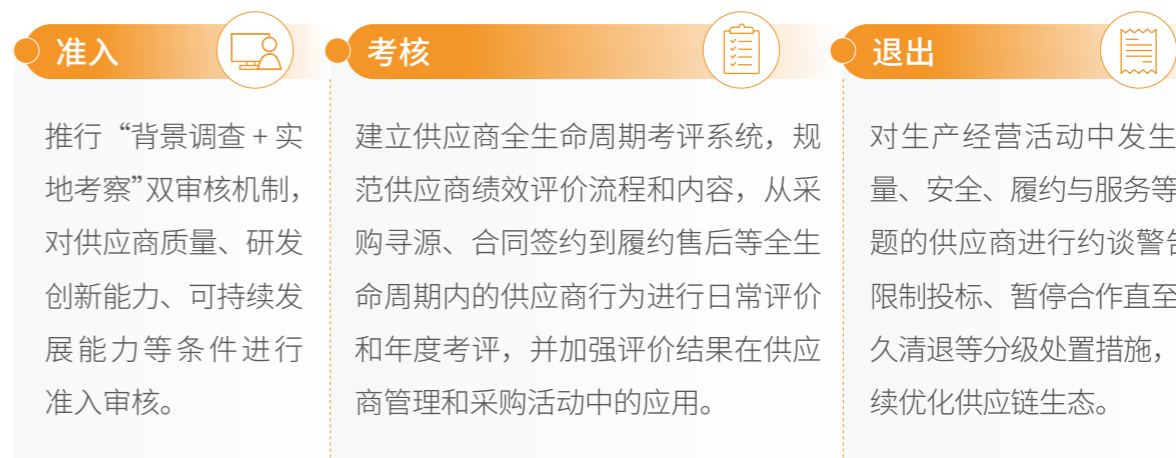 准入
推行“背景调查 + 实
地考察”双审核机制，
对供应商质量、研发
创新能力、可持续发
展能力等条件进行
准入审核。
考核
建立供应商全生命周期考评系统，规
范供应商绩效评价流程和内容，从采
购寻源、合同签约到履约售后等全生
命周期内的供应商行为进行日常评价
和年度考评，并加强评价结果在供应
商管理和采购活动中的应用。
退出
对生产经营活动中发生
量、安全、履约与服务等
题的供应商进行约谈警告
限制投标、暂停合作直至
久清退等分级处置措施，
续优化供应链生态。